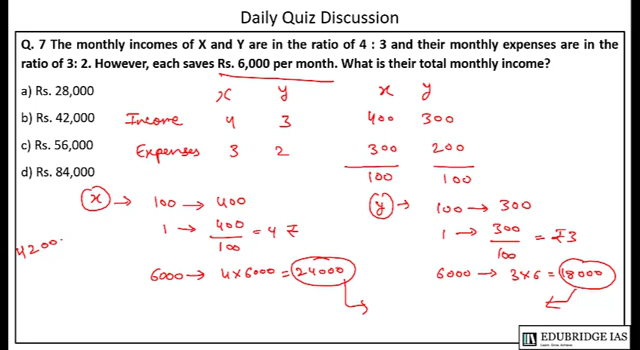 Daily Quiz Discussion
Q. 7 The monthly incomes of X and Y are in the ratio of 4 : 3 and their monthly expenses are in the
ratio of 3: 2. However, each saves Rs. 6,000 per month. What is their total monthly income?
a) Rs. 28,000
b) Rs. 42,000
c) Rs. 56,000
d) Rs. 84,000
x y
Income 4 3
Expenses 3 2
x y
400 300
300 200
100 100
x → 100 → 400
1 → 400/100 = 4 ₹
6000 → 4×6000 = 24000
4200.
y → 100 → 300
1 → 300/100 = ₹3
6000 → 3×6 = 18000
EDUBRIDGE IAS
Learn. Grow. Achieve.